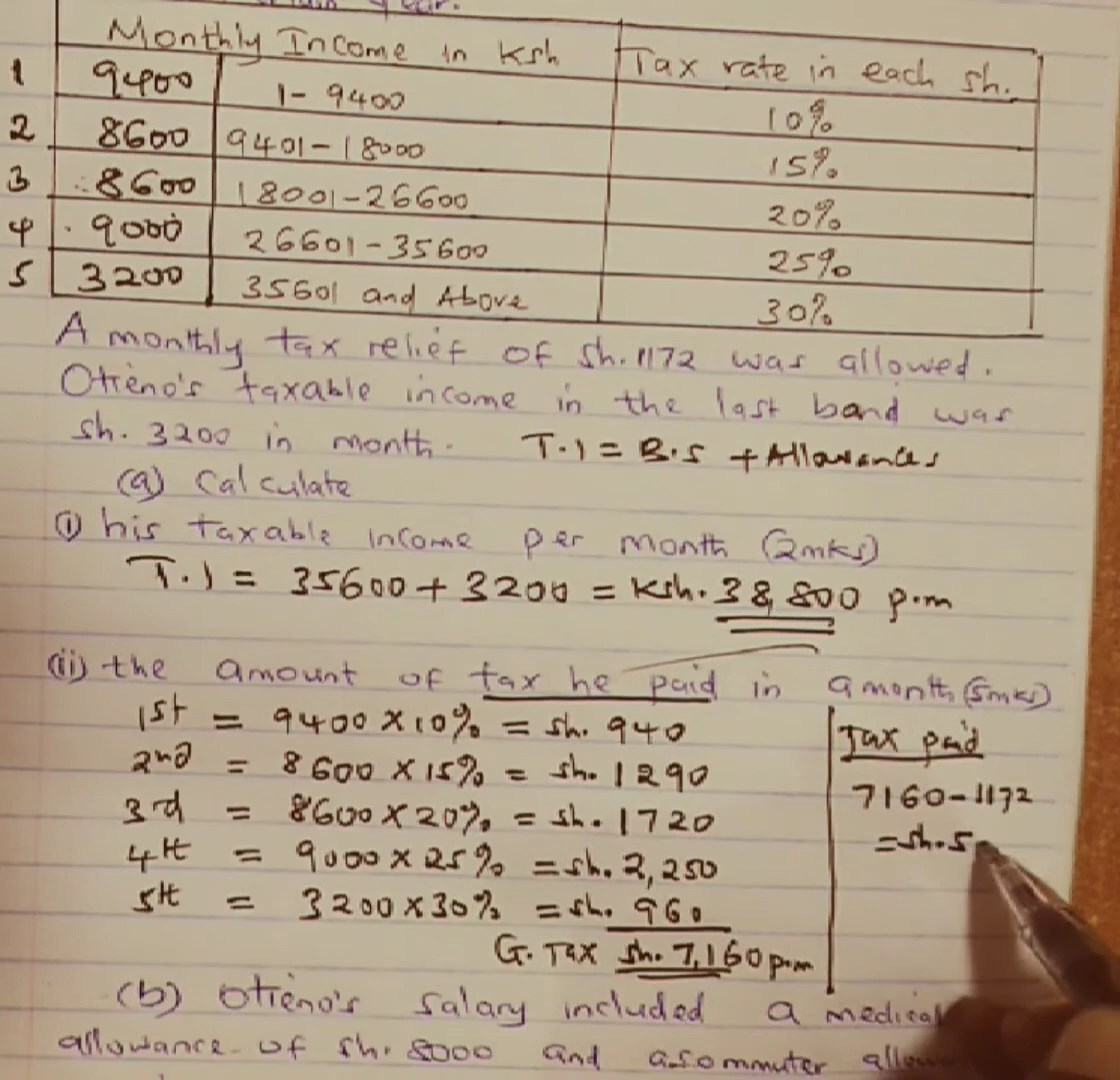 year.
Monthly Income in Ksh Tax rate in each sh.
1 9400 1-9400 10%
2 8600 9401-18000 15%
3 8600 18001-26600 20%
4 9000 26601-35600 25%
5 3200 35601 and Above 30%
A monthly tax relief of sh.1172 was allowed.
Otieno's taxable income in the last band was
sh. 3200 in month. T.I = B.S + Allowances
(a) Calculate
(i) his taxable income per month (2mks)
T.I = 35600 + 3200 = Ksh. 38,800 p.m
(ii) the amount of tax he paid in a month (5mks)
1st = 9400 X 10% = sh. 940
2nd = 8600 X 15% = sh. 1290
3rd = 8600 X 20% = sh. 1720
4th = 9000 X 25% = sh. 2,250
5th = 3200 X 30% = sh. 960
G. Tax sh. 7,160 p.m
Tax paid
7160-1172
= sh. 5
(b) Otieno's salary included a medical
allowance of sh. 8000 and a commuter